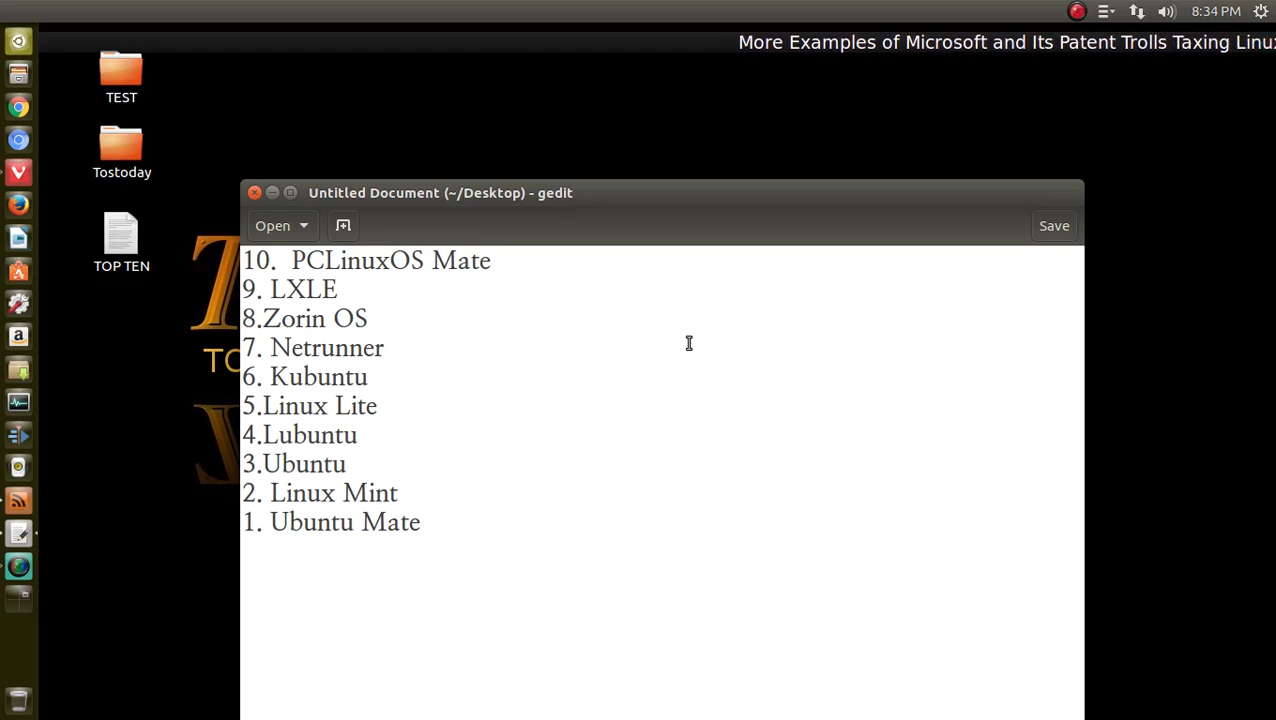 8:34 PM
More Examples of Microsoft and Its Patent Trolls Taxing Linux
TEST
Tostoday
TOP TEN
Untitled Document (~/Desktop) - gedit
Open
Save
10.  PCLinuxOS Mate
9. LXLE
8.Zorin OS
7. Netrunner
6. Kubuntu
5.Linux Lite
4.Lubuntu
3.Ubuntu
2. Linux Mint
1. Ubuntu Mate